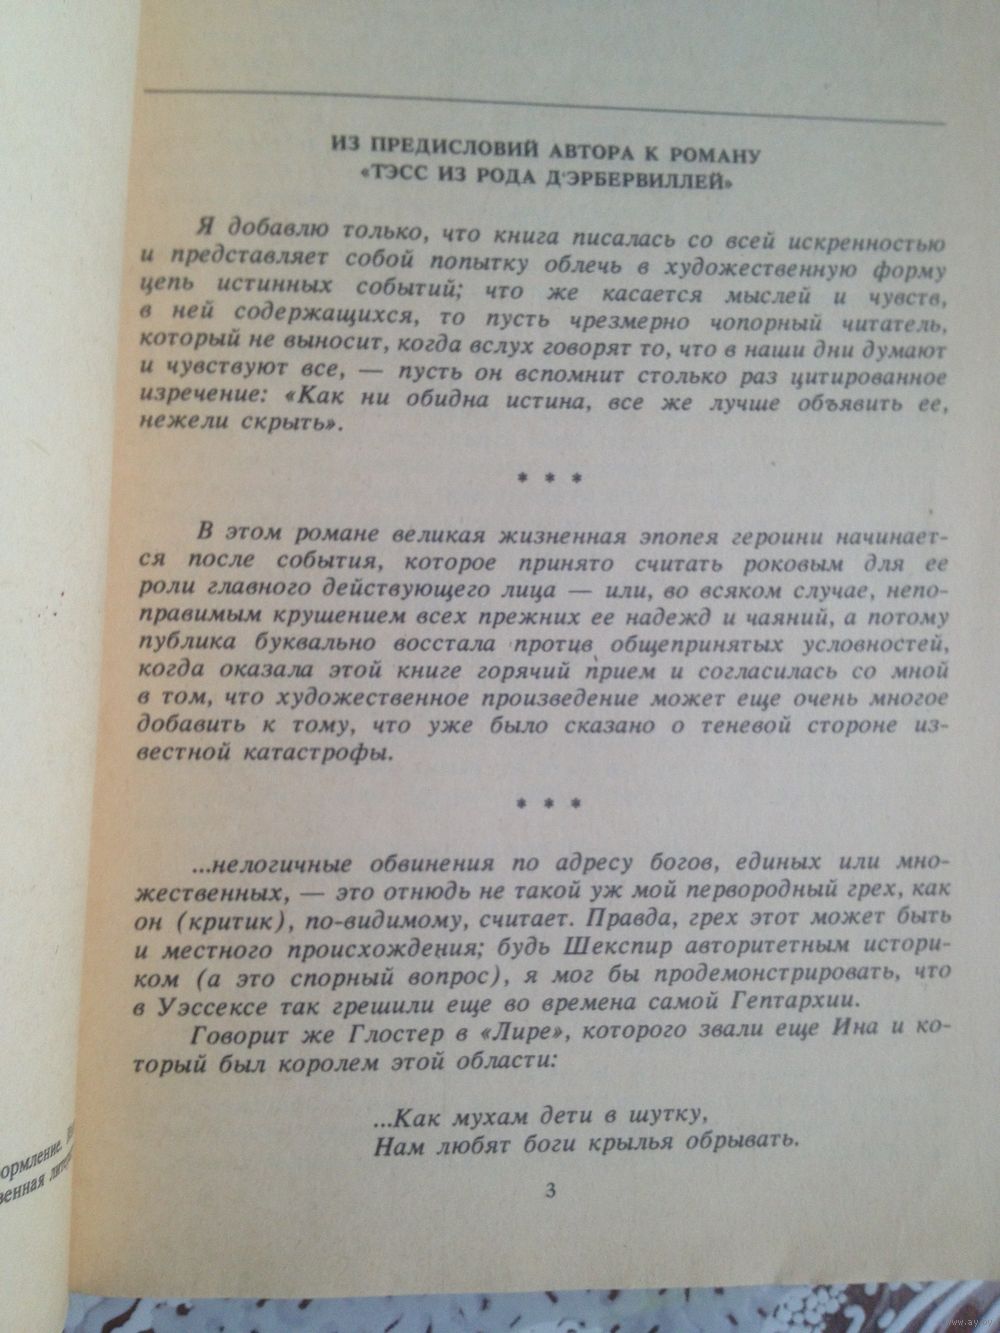 ИЗ ПРЕДИСЛОВИЙ АВТОРА К РОМАНУ
«ТЭСС ИЗ РОДА Д'ЭРБЕРВИЛЛЕЙ»
Я добавлю только, что книга писалась со всей искренностью
и представляет собой попытку облечь в художественную форму
цепь истинных событий; что же касается мыслей и чувств,
в ней содержащихся, то пусть чрезмерно чопорный читатель,
который не выносит, когда вслух говорят то, что в наши дни думают
и чувствуют все, — пусть он вспомнит столько раз цитированное
изречение: «Как ни обидна истина, все же лучше объявить ее,
нежели скрыть».
* * *
В этом романе великая жизненная эпопея героини начинает-
ся после события, которое принято считать роковым для ее
роли главного действующего лица — или, во всяком случае, непо-
правимым крушением всех прежних ее надежд и чаяний, а потому
публика буквально восстала против общепринятых условностей,
когда оказала этой книге горячий прием и согласилась со мной
в том, что художественное произведение может еще очень многое
добавить к тому, что уже было сказано о теневой стороне из-
вестной катастрофы.
* * *
...нелогичные обвинения по адресу богов, единых или мно-
жественных, — это отнюдь не такой уж мой первородный грех, как
он (критик), по-видимому, считает. Правда, грех этот может быть
и местного происхождения; будь Шекспир авторитетным истори-
ком (а это спорный вопрос), я мог бы продемонстрировать, что
в Уэссексе так грешили еще во времена самой Гептархии.
Говорит же Глостер в «Лире», которого звали еще Ина и ко-
торый был королем этой области:
...Как мухам дети в шутку,
Нам любят боги крылья обрывать.
3
ормление.
венная
www.ay.by